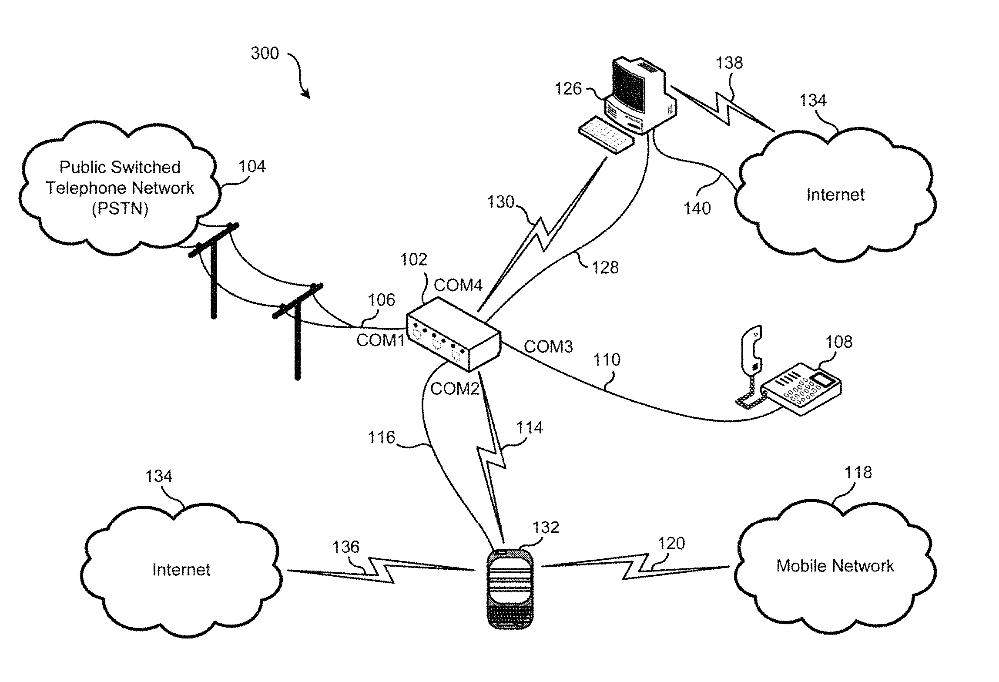 300
138
126
134
Public Switched
Telephone Network
(PSTN)
104
Internet
130
140
102
128
COM4
106
COM1
COM3
108
110
COM2
116
114
134
118
132
136
120
Internet
Mobile Network